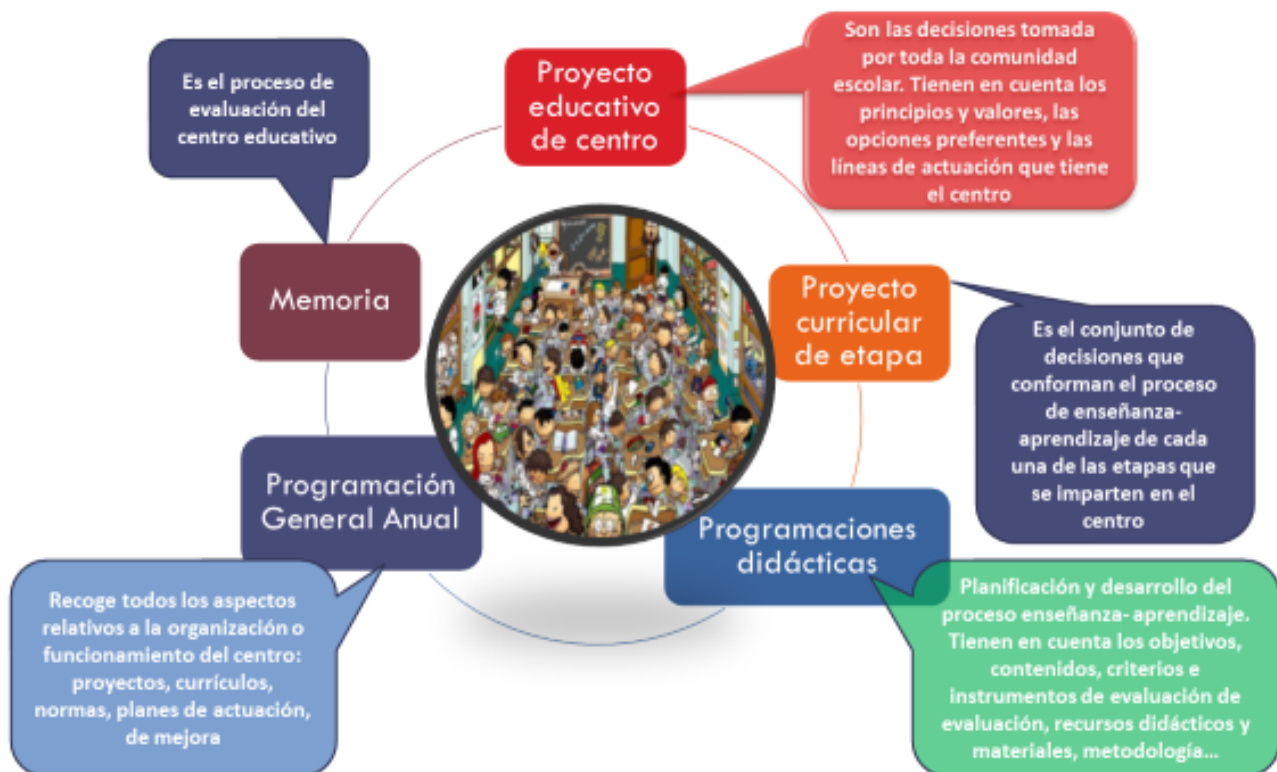 Proyecto
educativo
de centro
Son las decisiones tomada
por toda la comunidad
escolar. Tienen en cuenta los
principios y valores, las
opciones preferentes y las
líneas de actuación que tiene
el centro
Proyecto
curricular
de etapa
Es el conjunto de
decisiones que
conforman el proceso
de enseñanza-
aprendizaje de cada
una de las etapas que
se imparten en el
centro
Programaciones
didácticas
Planificación y desarrollo del
proceso enseñanza- aprendizaje.
Tienen en cuenta los objetivos,
contenidos, criterios e
instrumentos de evaluación de
evaluación, recursos didácticos y
materiales, metodología...
Programación
General Anual
Recoge todos los aspectos
relativos a la organización o
funcionamiento del centro:
proyectos, currículos,
normas, planes de actuación,
de mejora
Memoria
Es el proceso de
evaluación del
centro educativo